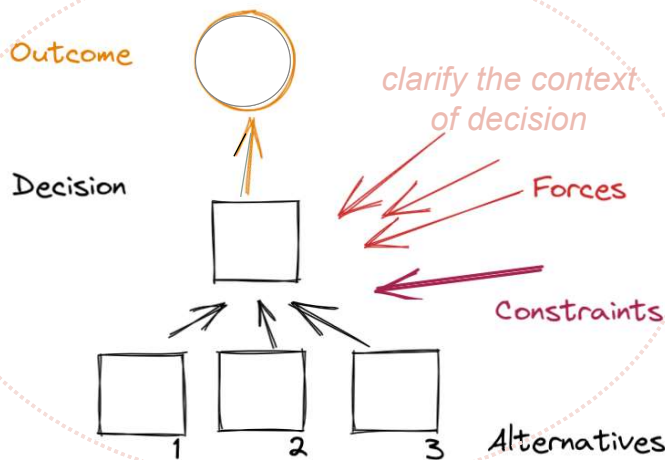 Outcome
clarify the context
of decision
Decision
Forces
Constraints
1 2 3 Alternatives